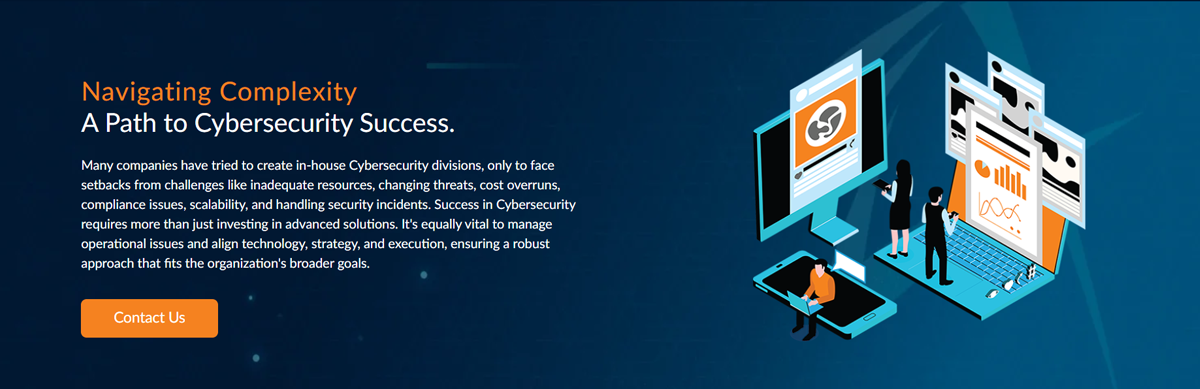 Navigating Complexity
A Path to Cybersecurity Success.
Many companies have tried to create in-house Cybersecurity divisions, only to face
setbacks from challenges like inadequate resources, changing threats, cost overruns,
compliance issues, scalability, and handling security incidents. Success in Cybersecurity
requires more than just investing in advanced solutions. It's equally vital to manage
operational issues and align technology, strategy, and execution, ensuring a robust
approach that fits the organization's broader goals.
Contact Us